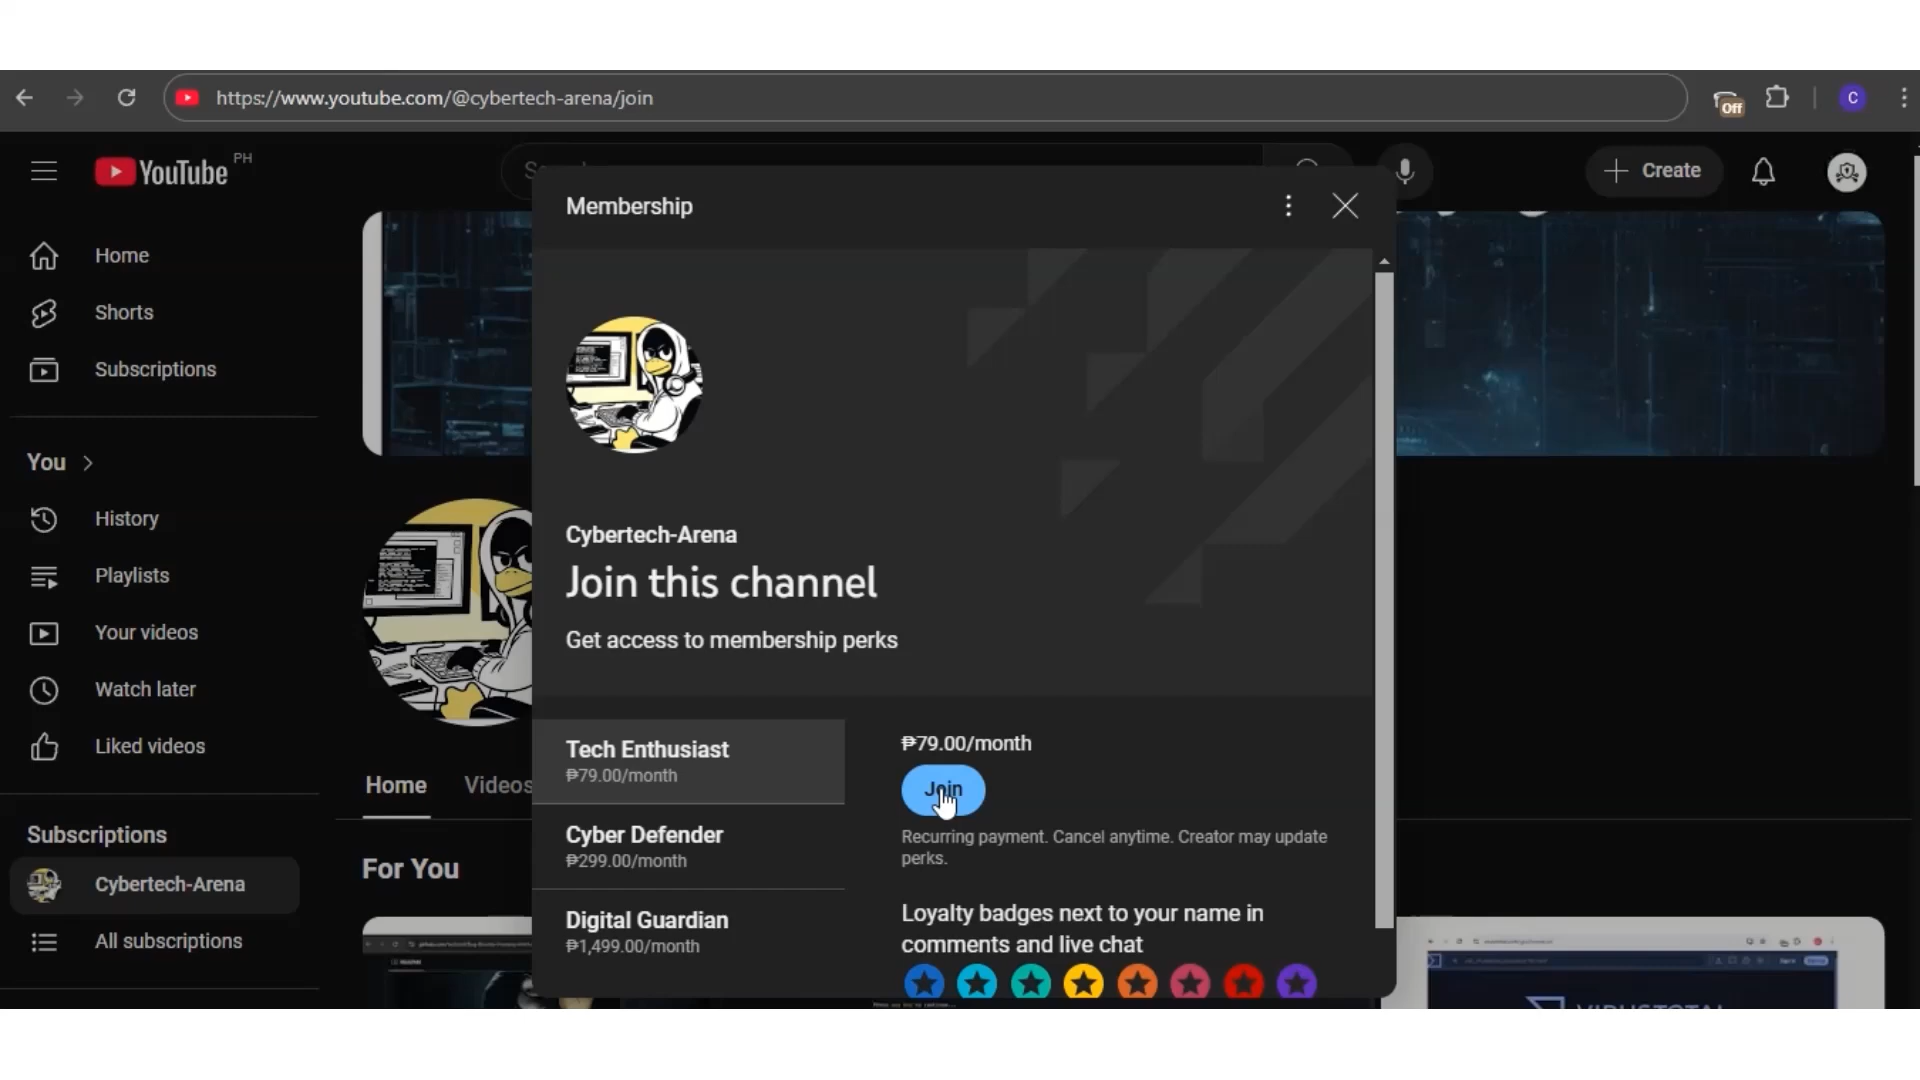 https://www.youtube.com/@cybertech-arena/join
Off
C
YouTube PH
Create
Membership
Home
Shorts
Subscriptions
You
History
Playlists
Your videos
Watch later
Liked videos
Subscriptions
Cybertech-Arena
All subscriptions
Home
Videos
For You
Cybertech-Arena
Join this channel
Get access to membership perks
Tech Enthusiast
₱79.00/month
Cyber Defender
₱299.00/month
Digital Guardian
₱1,499.00/month
₱79.00/month
Join
Recurring payment. Cancel anytime. Creator may update
perks.
Loyalty badges next to your name in
comments and live chat
VIRUSTOTAL